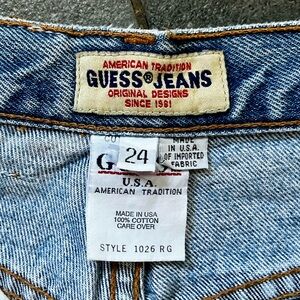 AMERICAN TRADITION
GUESS® JEANS
ORIGINAL DESIGNS
SINCE 1981
24
MADE
IN U.S.A.
OF IMPORTED
FABRIC
G
U.S.A.
AMERICAN TRADITION
MADE IN USA
100% COTTON
CARE OVER
STYLE 1026 RG